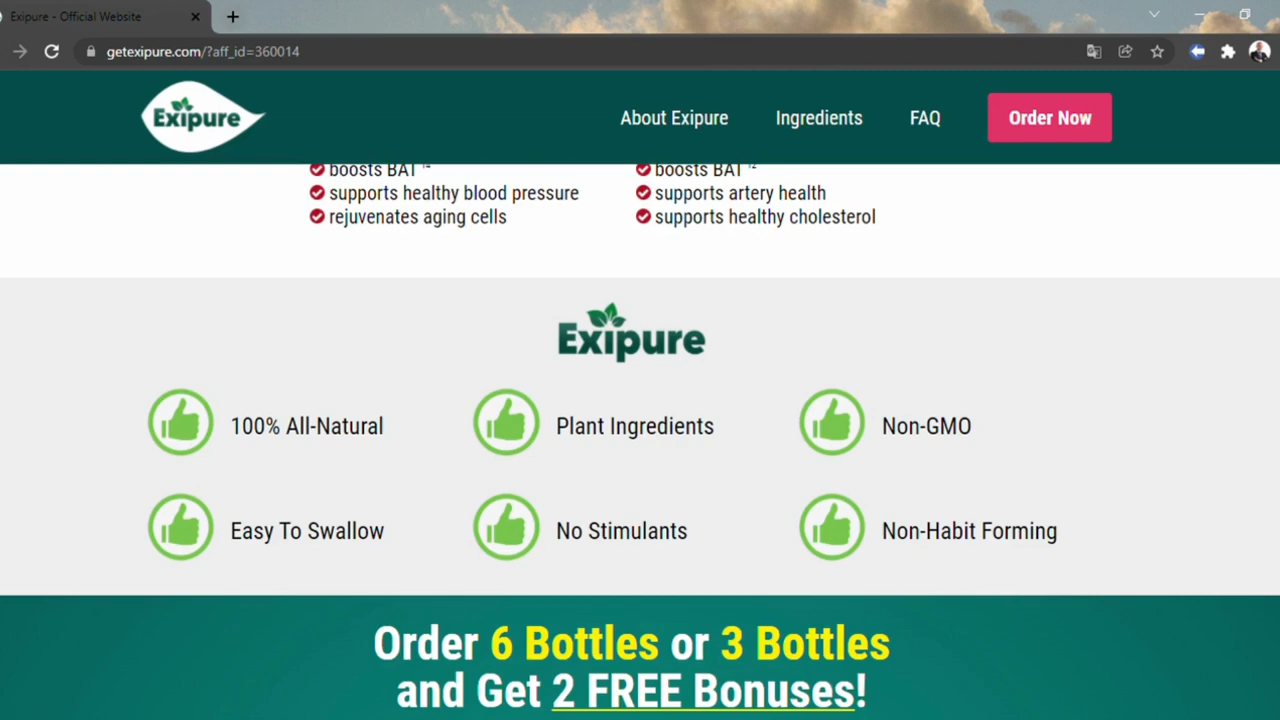 Exipure - Official Website
getexipure.com/?aff_id=360014
Exipure
About Exipure
Ingredients
FAQ
Order Now
boosts BAT
boosts BAT
supports healthy blood pressure
supports artery health
rejuvenates aging cells
supports healthy cholesterol
Exipure
100% All-Natural
Plant Ingredients
Non-GMO
Easy To Swallow
No Stimulants
Non-Habit Forming
Order 6 Bottles or 3 Bottles
and Get 2 FREE Bonuses!